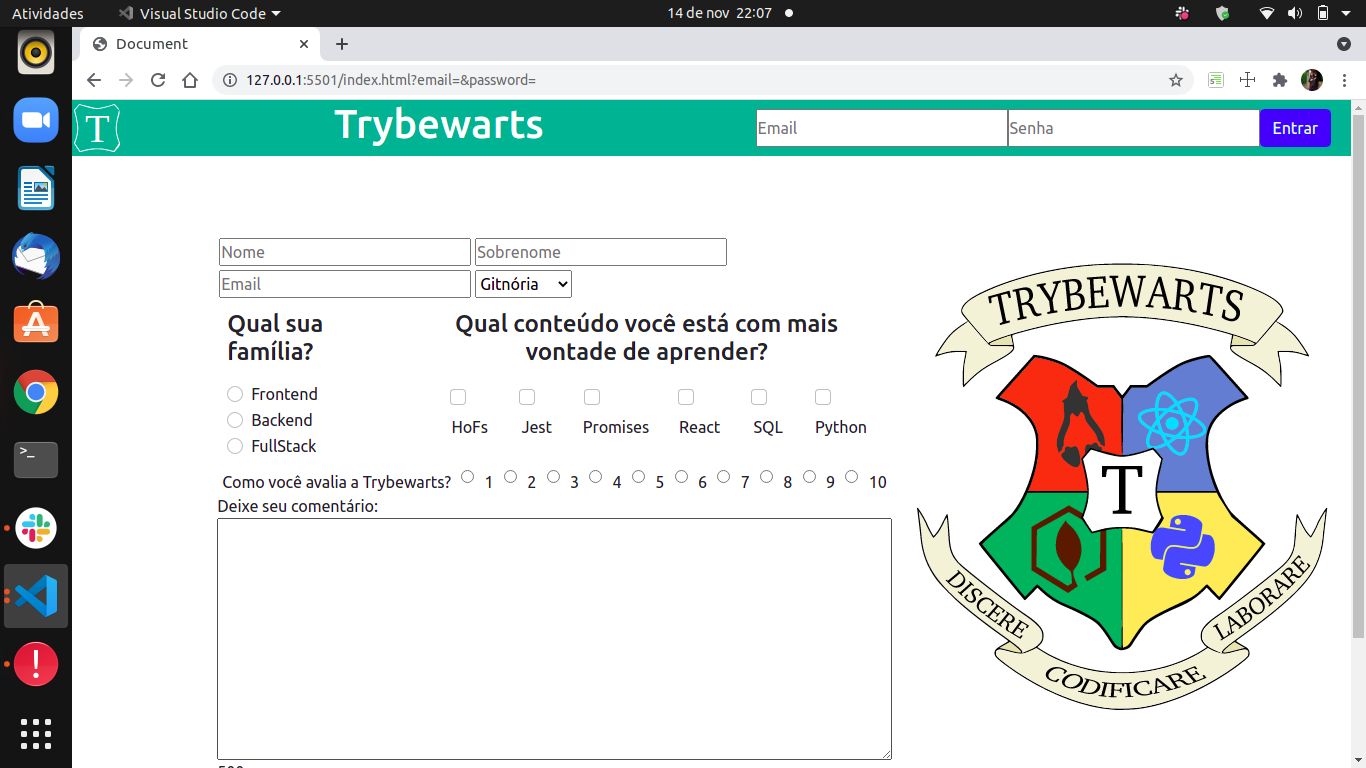 Atividades
Visual Studio Code
14 de nov 22:07
Document
127.0.0.1:5501/index.html?email=&password=
T
Trybewarts
Email
Senha
Entrar
Nome
Sobrenome
Email
Gitnória
Qual sua
família?
Frontend
Backend
FullStack
Qual conteúdo você está com mais
vontade de aprender?
HoFs
Jest
Promises
React
SQL
Python
Como você avalia a Trybewarts? 1 2 3 4 5 6 7 8 9 10
Deixe seu comentário:
TRYBEWARTS
T
DISCERE
CODIFICARE
LABORARE